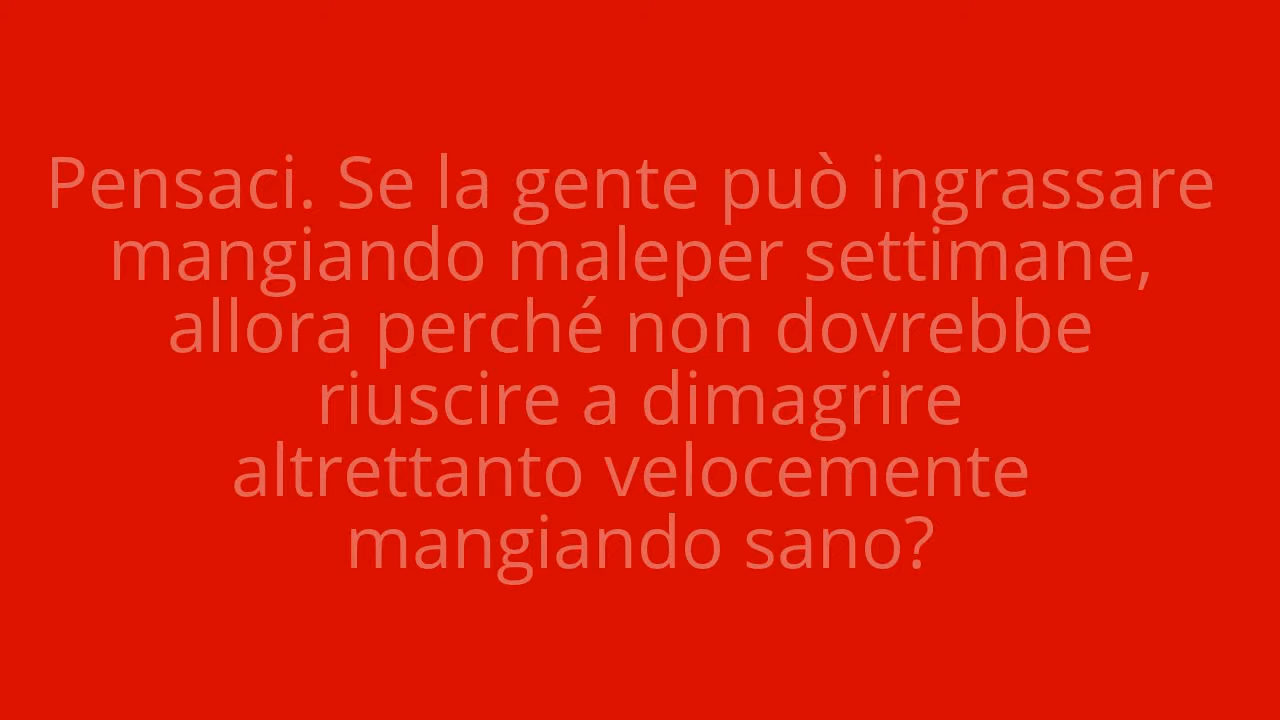 Pensaci. Se la gente può ingrassare
mangiando maleper settimane,
allora perché non dovrebbe
riuscire a dimagrire
altrettanto velocemente
mangiando sano?